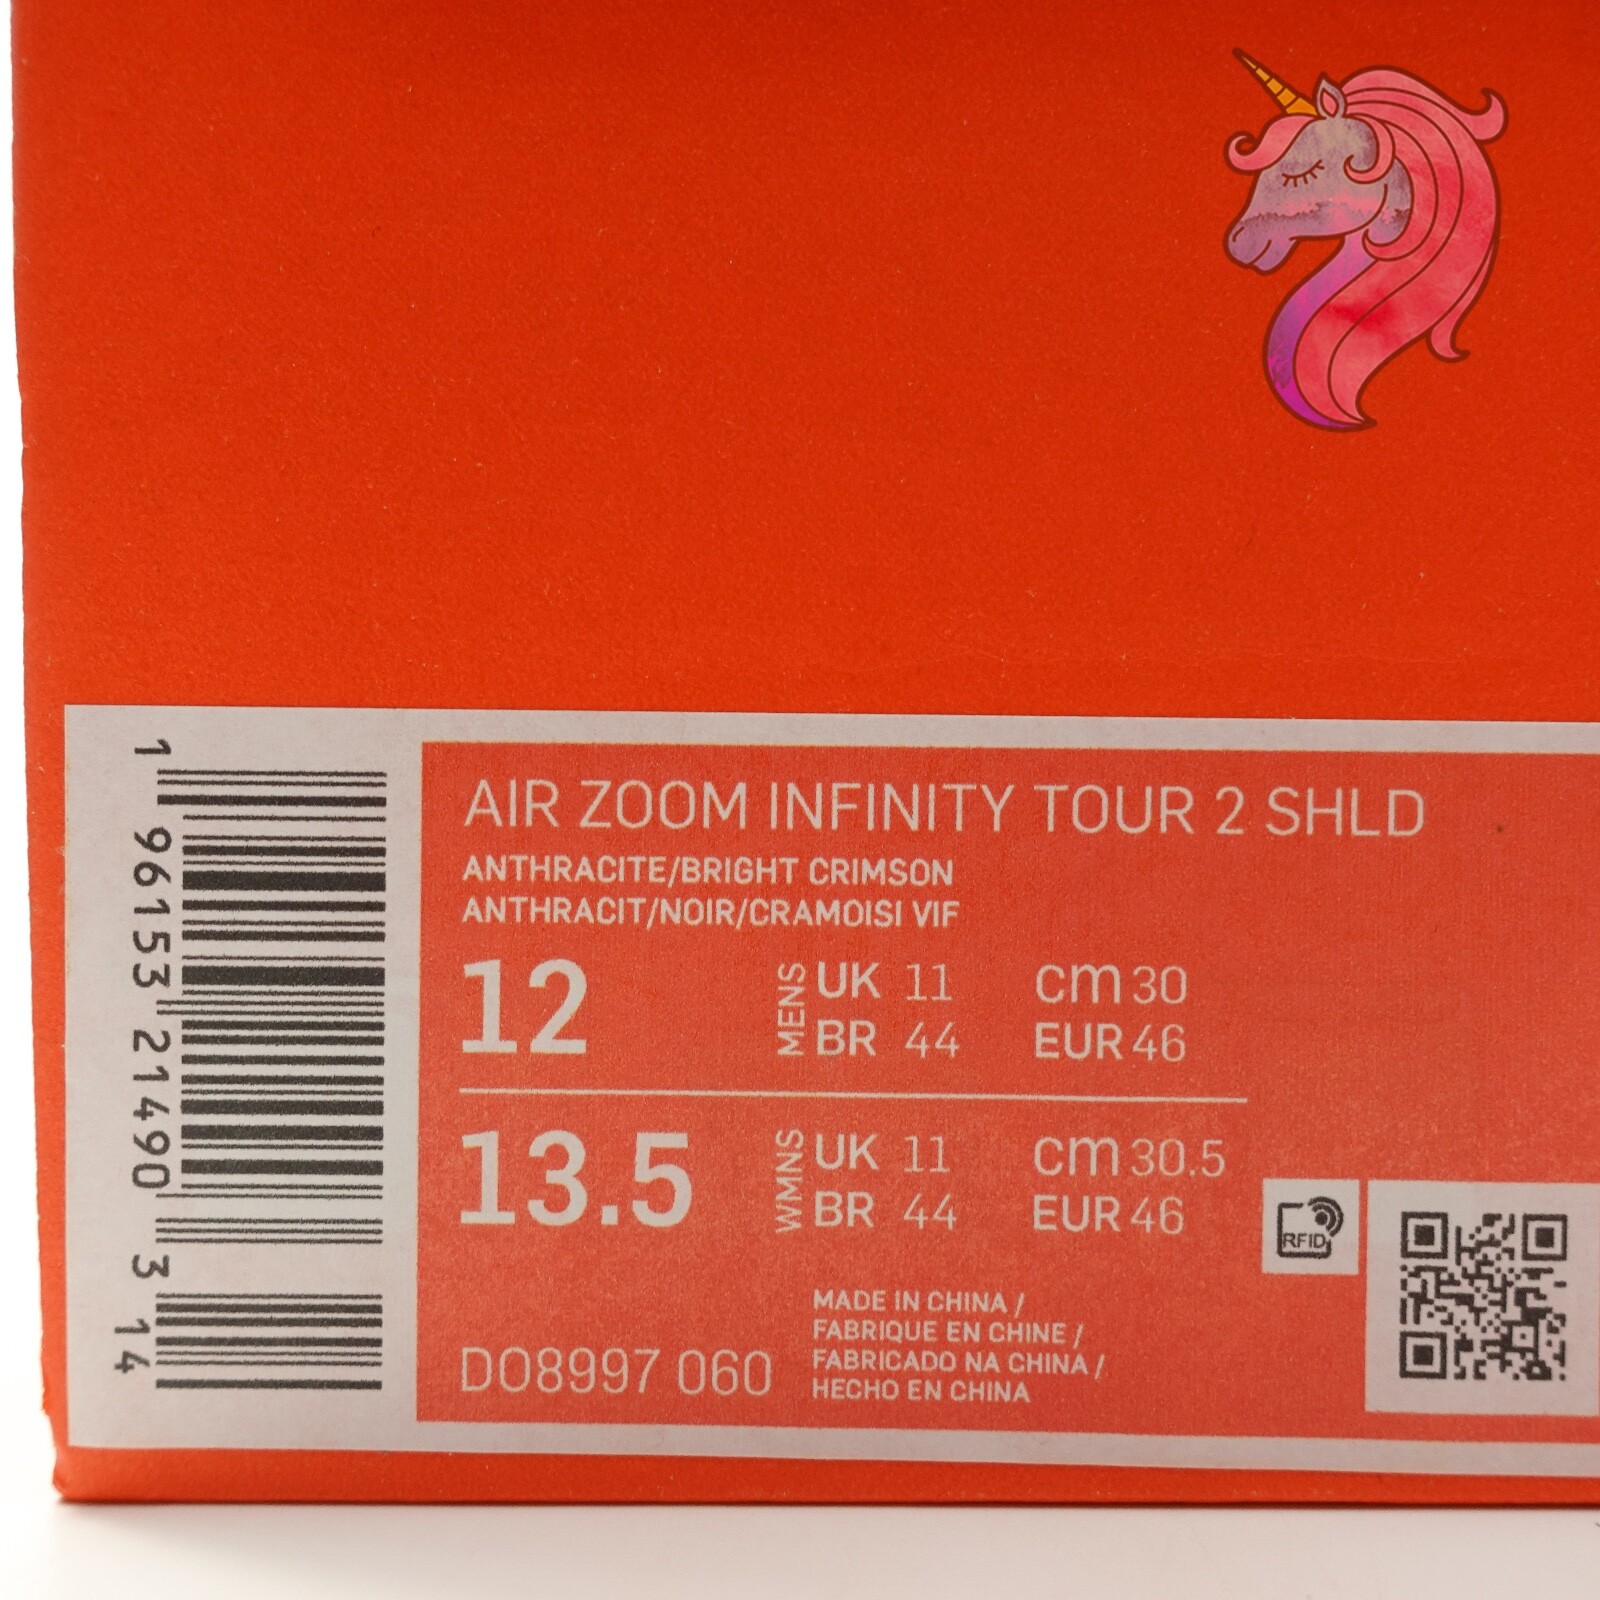 1 96153 21490 3 14
AIR ZOOM INFINITY TOUR 2 SHLD
ANTHRACITE/BRIGHT CRIMSON
ANTHRACIT/NOIR/CRAMOISI VIF
12 MENS UK 11 cm 30
BR 44 EUR 46
13.5 WMNS UK 11 cm 30.5
BR 44 EUR 46
RFID
MADE IN CHINA /
FABRIQUE EN CHINE /
FABRICADO NA CHINA /
HECHO EN CHINA
DO8997 060